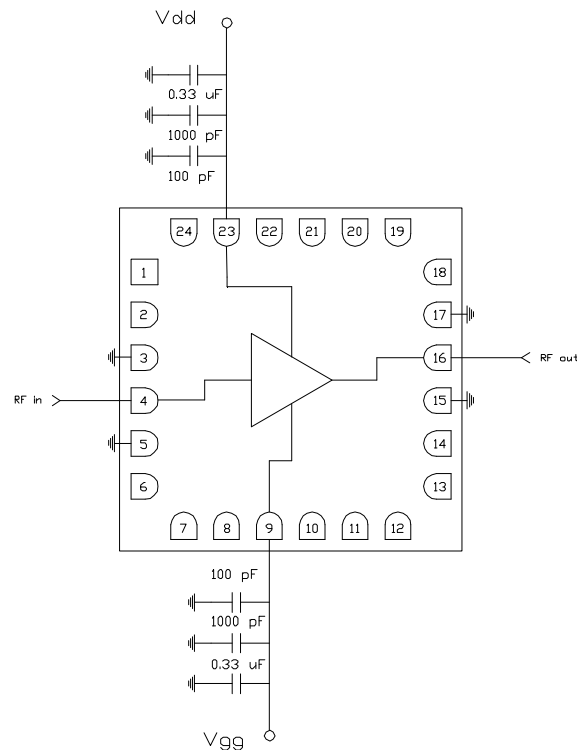 Vdd
0.33 uF
1000 pF
100 pF
24 23 22 21 20 19
1 18
2 17
3 16 RF out
RF in 4 15
5 14
6 13
7 8 9 10 11 12
100 pF
1000 pF
0.33 uF
Vgg